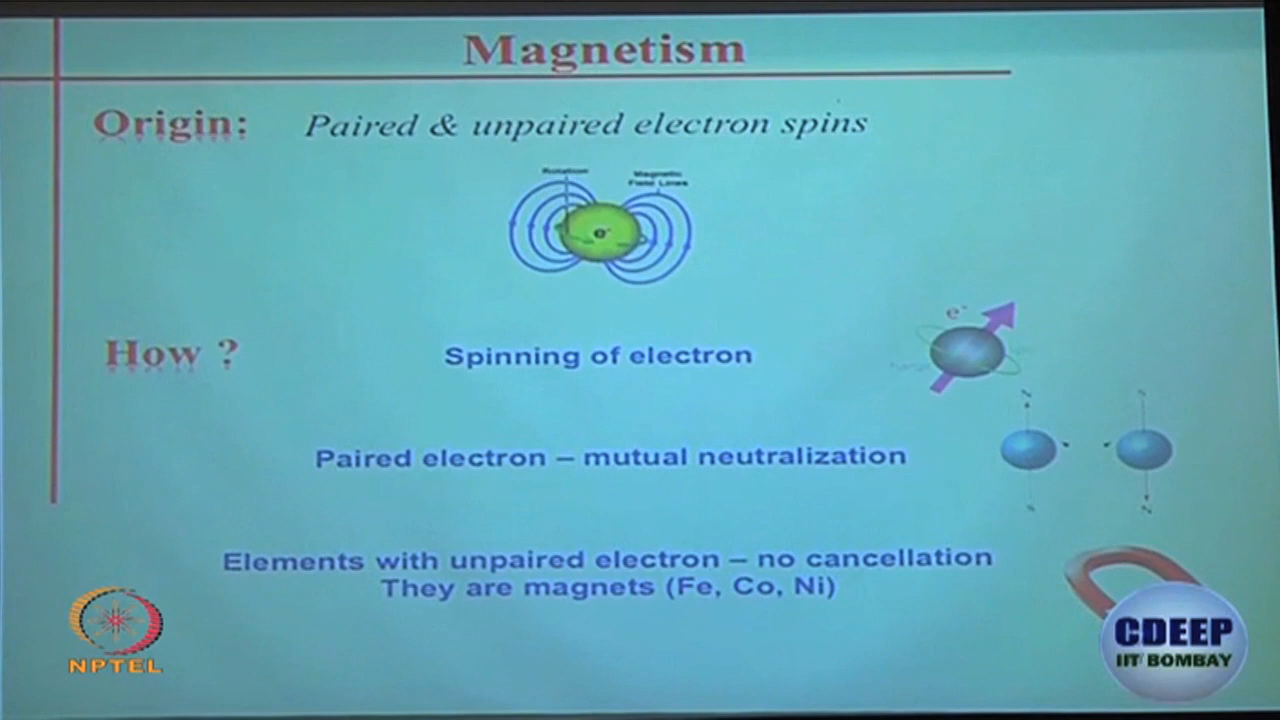 Magnetism
Origin: Paired & unpaired electron spins
Rotation
Magnetic
Field Lines
e-
e-
How ? Spinning of electron
Paired electron – mutual neutralization
Elements with unpaired electron – no cancellation
They are magnets (Fe, Co, Ni)
NPTEL
CDEEP
IIT BOMBAY